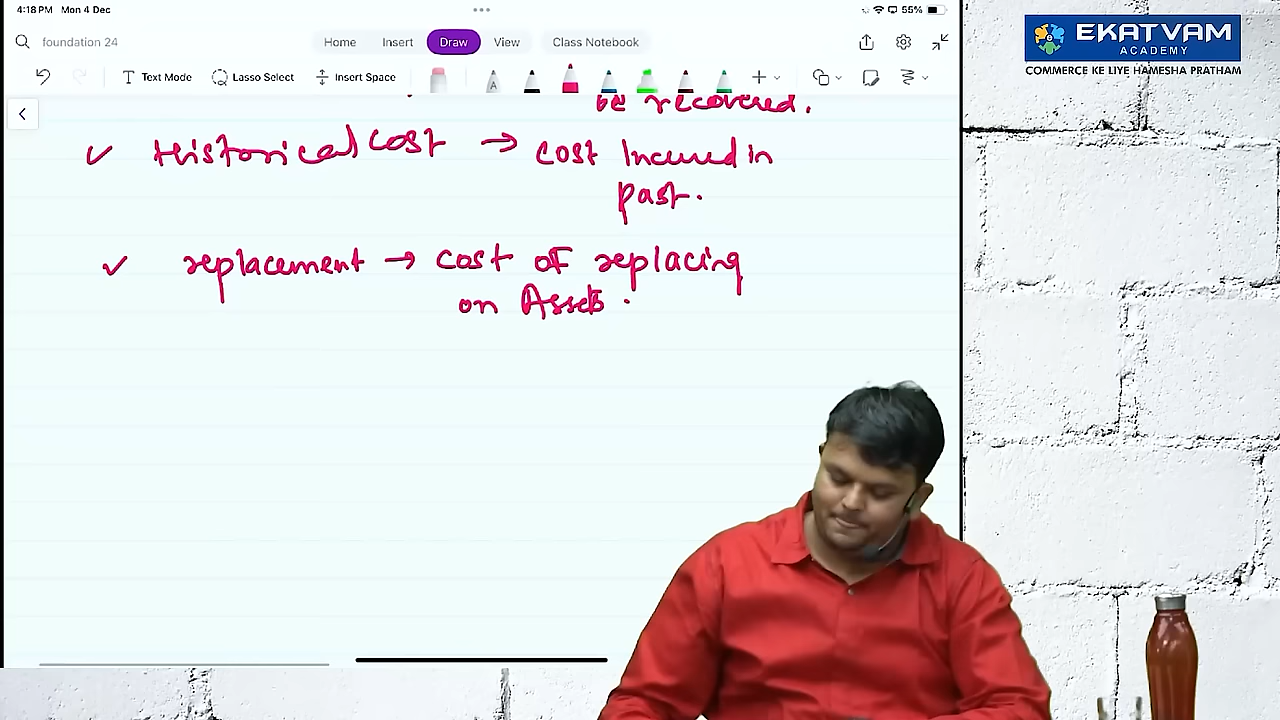 4:18 PM Mon 4 Dec
55%
foundation 24
Home Insert Draw View Class Notebook
Text Mode Lasso Select Insert Space
EKATVAM
ACADEMY
COMMERCE KE LIYE HAMESHA PRATHAM
be recovered.
Historical cost → cost Incured in
past.
replacement → cost of replacing
on Assets.